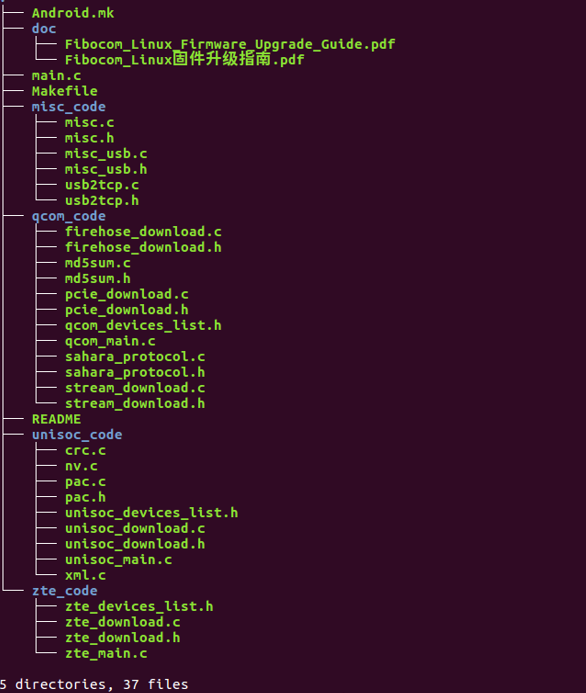 Android.mk
doc
Fibocom_Linux_Firmware_Upgrade_Guide.pdf
Fibocom_Linux固件升级指南.pdf
main.c
Makefile
misc_code
misc.c
misc.h
misc_usb.c
misc_usb.h
usb2tcp.c
usb2tcp.h
qcom_code
firehose_download.c
firehose_download.h
md5sum.c
md5sum.h
pcie_download.c
pcie_download.h
qcom_devices_list.h
qcom_main.c
sahara_protocol.c
sahara_protocol.h
stream_download.c
stream_download.h
README
unisoc_code
crc.c
nv.c
pac.c
pac.h
unisoc_devices_list.h
unisoc_download.c
unisoc_download.h
unisoc_main.c
xml.c
zte_code
zte_devices_list.h
zte_download.c
zte_download.h
zte_main.c
5 directories, 37 files